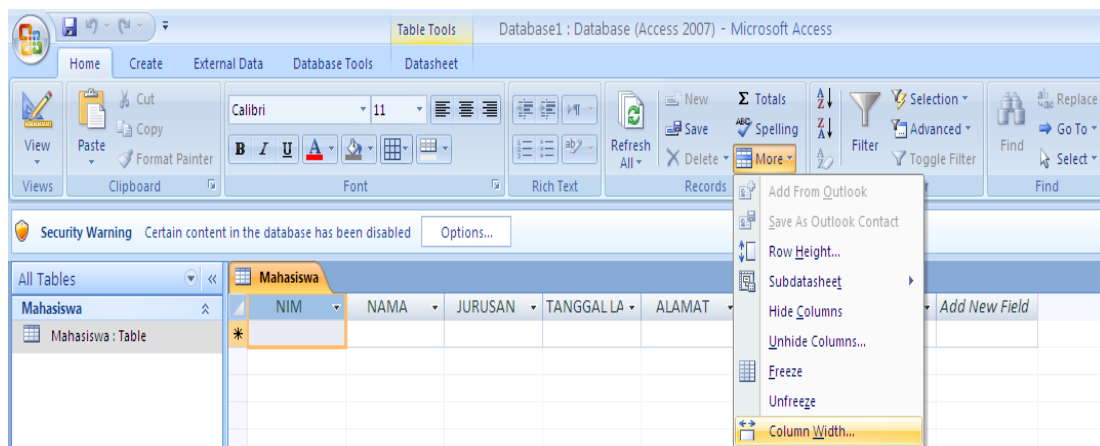 Table Tools Database1 : Database (Access 2007) - Microsoft Access
Home Create External Data Database Tools Datasheet
View
Views
Paste
Cut
Copy
Format Painter
Clipboard
Calibri 11
B I U A
Font
Rich Text
Refresh All
New
Save
Delete
Σ Totals
Spelling
More
Records
Filter
Selection
Advanced
Toggle Filter
Find
Replace
Go To
Select
Find
Security Warning Certain content in the database has been disabled Options...
All Tables
Mahasiswa
Mahasiswa : Table
Mahasiswa
NIM NAMA JURUSAN TANGGAL LA ALAMAT Add New Field
Add From Outlook
Save As Outlook Contact
Row Height...
Subdatasheet
Hide Columns
Unhide Columns...
Freeze
Unfreeze
Column Width...